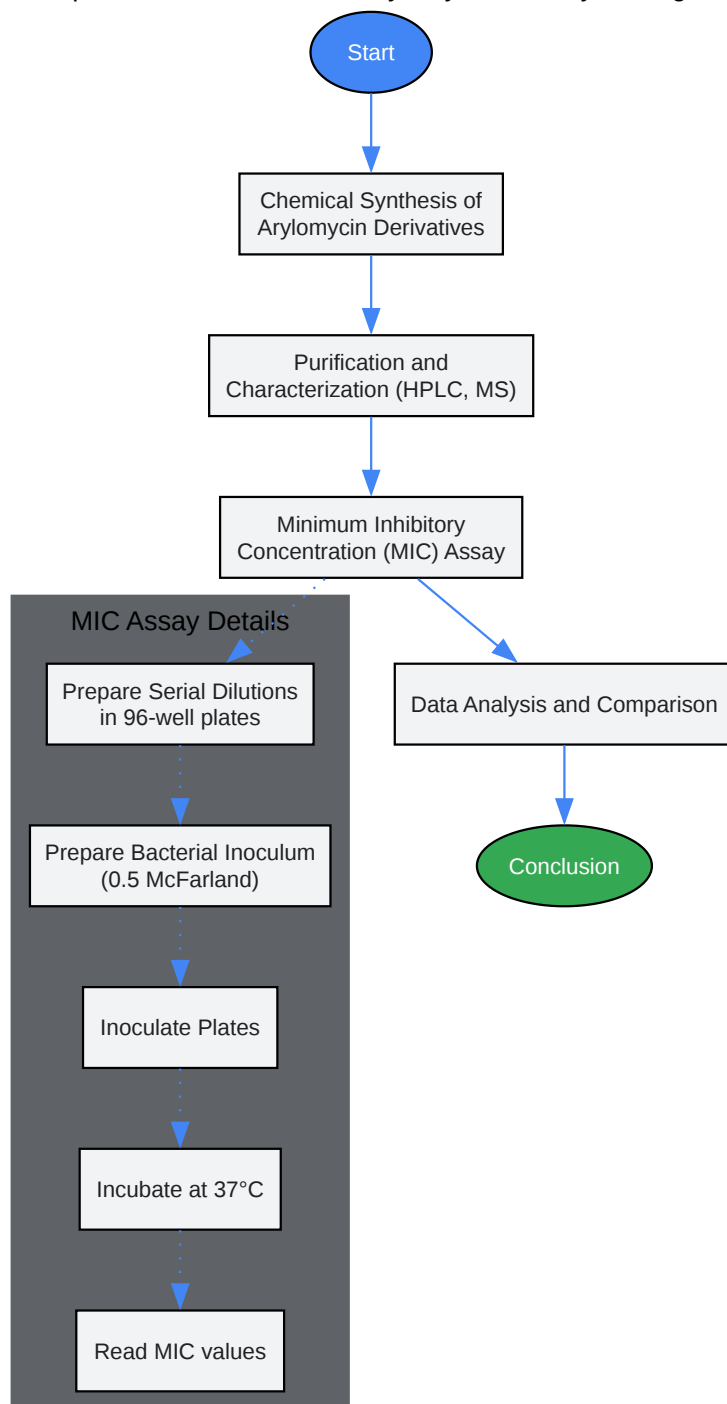 Start
Chemical Synthesis of
Arylomycin Derivatives
Purification and
Characterization (HPLC, MS)
Minimum Inhibitory
Concentration (MIC) Assay
MIC Assay Details
Prepare Serial Dilutions
in 96-well plates
Data Analysis and Comparison
Prepare Bacterial Inoculum
(0.5 McFarland)
Conclusion
Inoculate Plates
Incubate at 37°C
Read MIC values